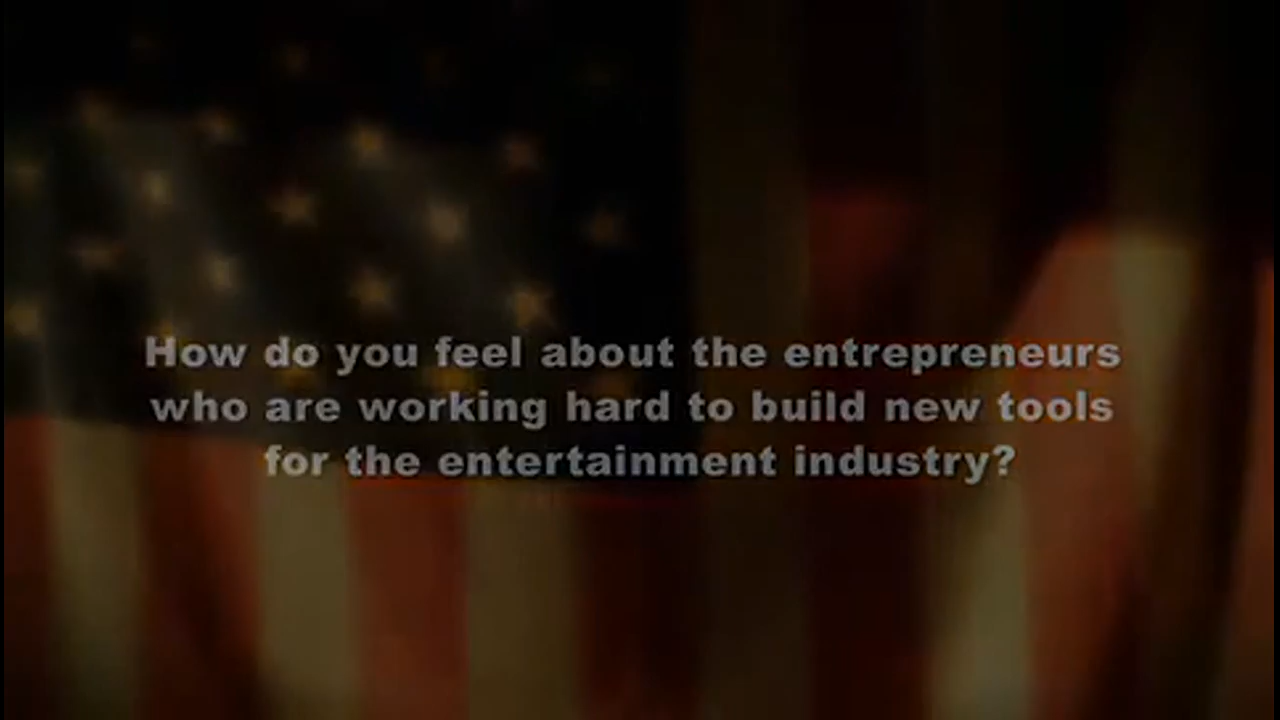 How do you feel about the entrepreneurs
who are working hard to build new tools
for the entertainment industry?